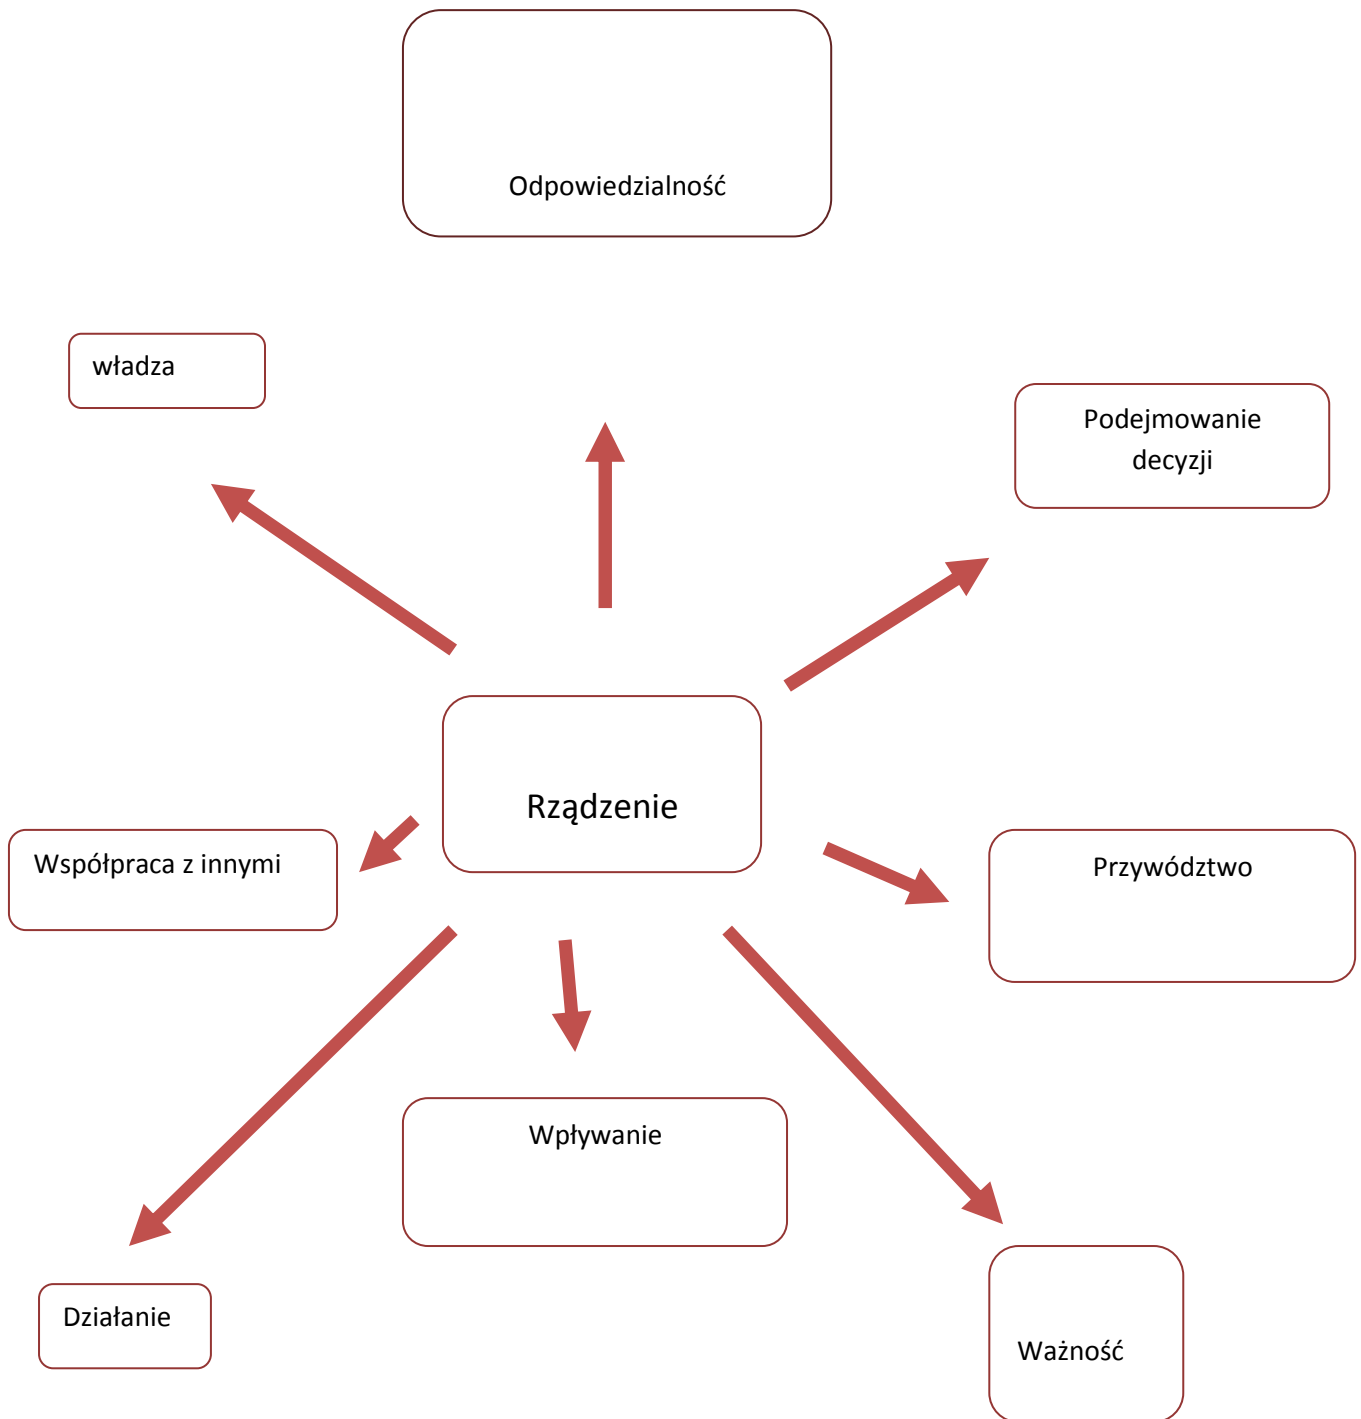 Odpowiedzialność
władza
Podejmowanie
decyzji
Rządzenie
Współpraca z innymi
Przywództwo
Wpływanie
Działanie
Ważność